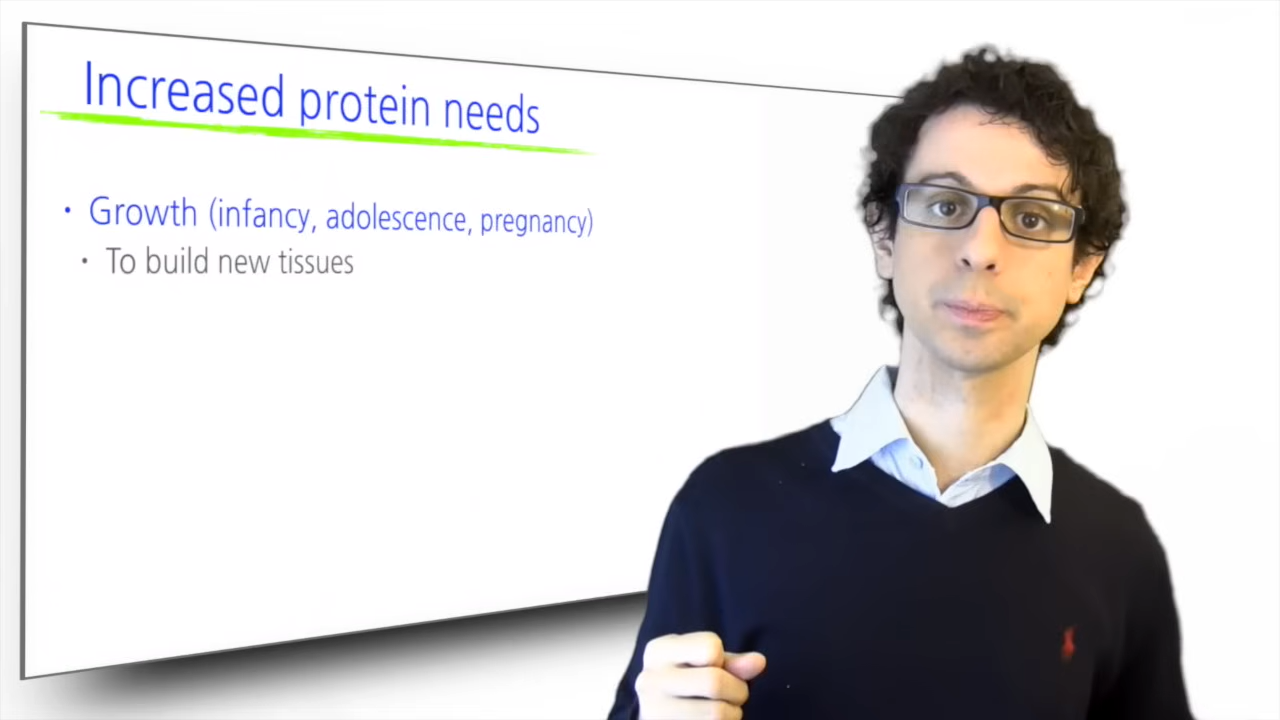 Increased protein needs
• Growth (infancy, adolescence, pregnancy)
• To build new tissues